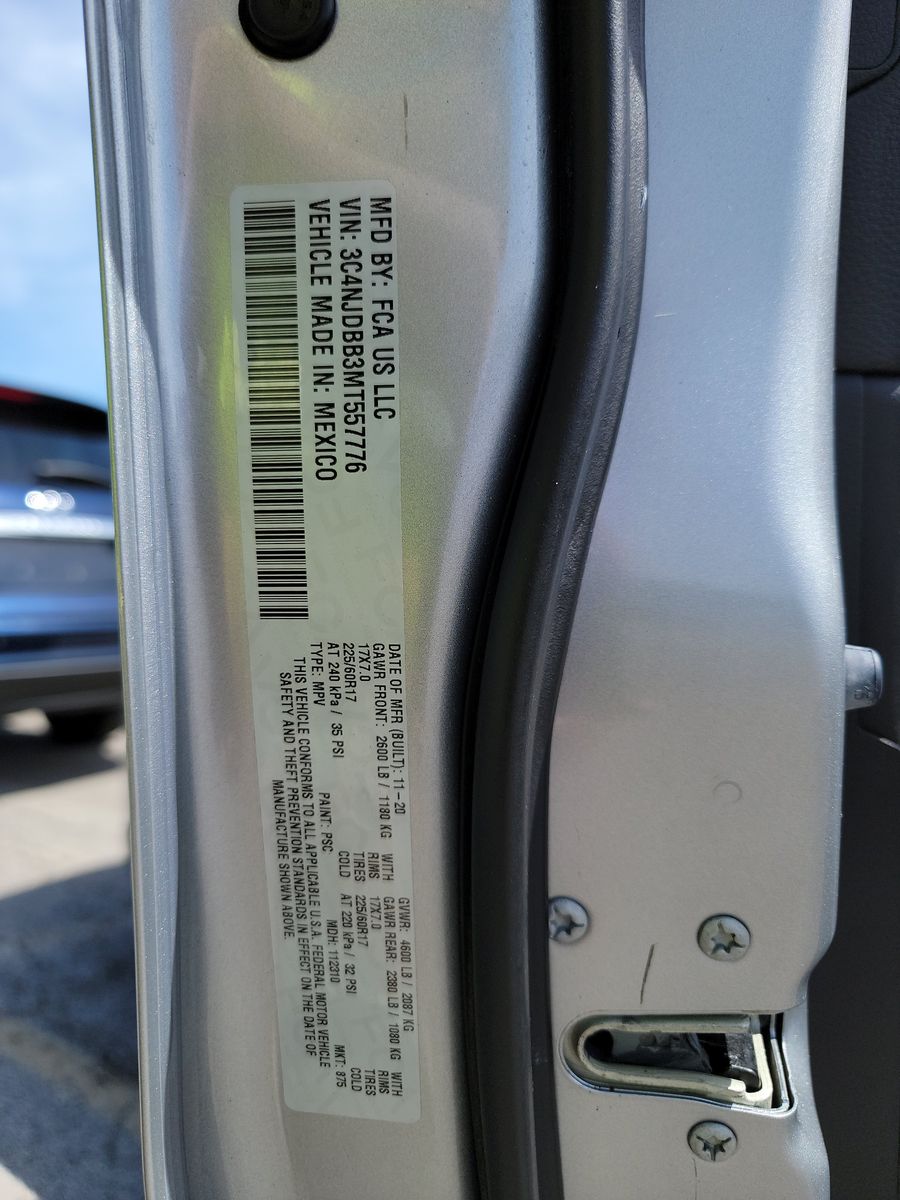 MFD BY: FCA US LLC
VIN: 3C4NJDBB3MT557776
VEHICLE MADE IN: MEXICO
DATE OF MFR (BUILT): 11-20 GVWR: 4600 LB / 2087 KG
GAWR FRONT: 2600 LB / 1180 KG WITH GAWR REAR: 2380 LB / 1080 KG WITH
17X7.0 RIMS 17X7.0 RIMS
225/60R17 TIRES 225/60R17 TIRES
AT 240 kPa / 35 PSI COLD AT 220 kPa / 32 PSI COLD
TYPE: MPV PAINT: PSC MDH: 112310 MKT: 875
THIS VEHICLE CONFORMS TO ALL APPLICABLE U.S.A. FEDERAL MOTOR VEHICLE
SAFETY AND THEFT PREVENTION STANDARDS IN EFFECT ON THE DATE OF
MANUFACTURE SHOWN ABOVE.